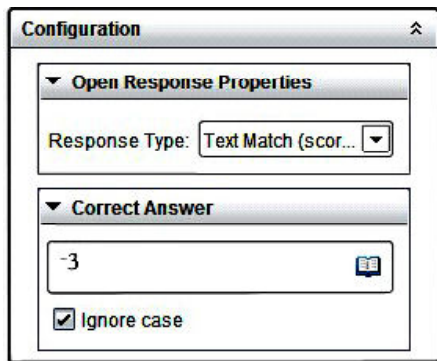 Configuration
Open Response Properties
Response Type: Text Match (scor...
Correct Answer
-3
Ignore case